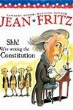 JEAN FRITZ
Shh!
We're writing the
Constitution